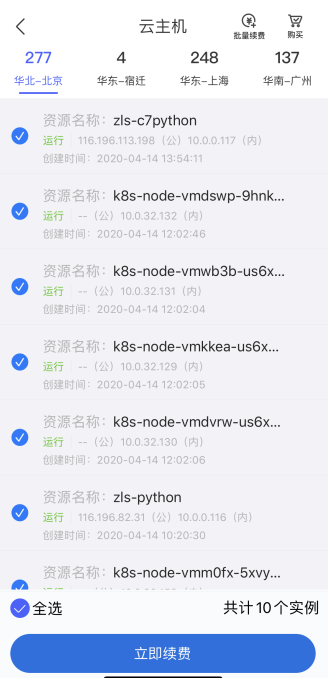 云主机
批量续费
购买
277 4 248 137
华北-北京 华东-宿迁 华东-上海 华南-广州
资源名称：zls-c7python
运行 116.196.113.198（公）10.0.0.117（内）
创建时间：2020-04-14 13:54:11
资源名称：k8s-node-vmdswp-9hnk...
运行 --（公）10.0.32.132（内）
创建时间：2020-04-14 12:02:46
资源名称：k8s-node-vmwb3b-us6x...
运行 --（公）10.0.32.131（内）
创建时间：2020-04-14 12:02:04
资源名称：k8s-node-vmkkea-us6x...
运行 --（公）10.0.32.129（内）
创建时间：2020-04-14 12:02:05
资源名称：k8s-node-vmdvrw-us6x...
运行 --（公）10.0.32.130（内）
创建时间：2020-04-14 12:02:06
资源名称：zls-python
运行 116.196.82.31（公）10.0.0.116（内）
创建时间：2020-04-14 10:20:30
资源名称：k8s-node-vmm0fx-5xvy...
全选 共计10个实例
立即续费